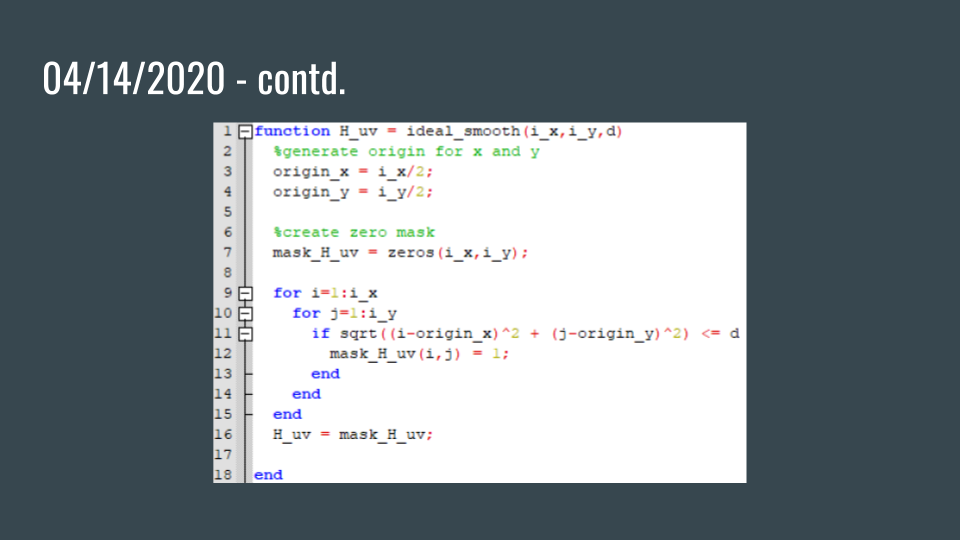 04/14/2020 - contd.
1 function H_uv = ideal_smooth(i_x,i_y,d)
2 %generate origin for x and y
3 origin_x = i_x/2;
4 origin_y = i_y/2;
5
6 %create zero mask
7 mask_H_uv = zeros(i_x,i_y);
8
9 for i=1:i_x
10 for j=1:i_y
11 if sqrt((i-origin_x)^2 + (j-origin_y)^2) <= d
12 mask_H_uv(i,j) = 1;
13 end
14 end
15 end
16 H_uv = mask_H_uv;
17
18 end